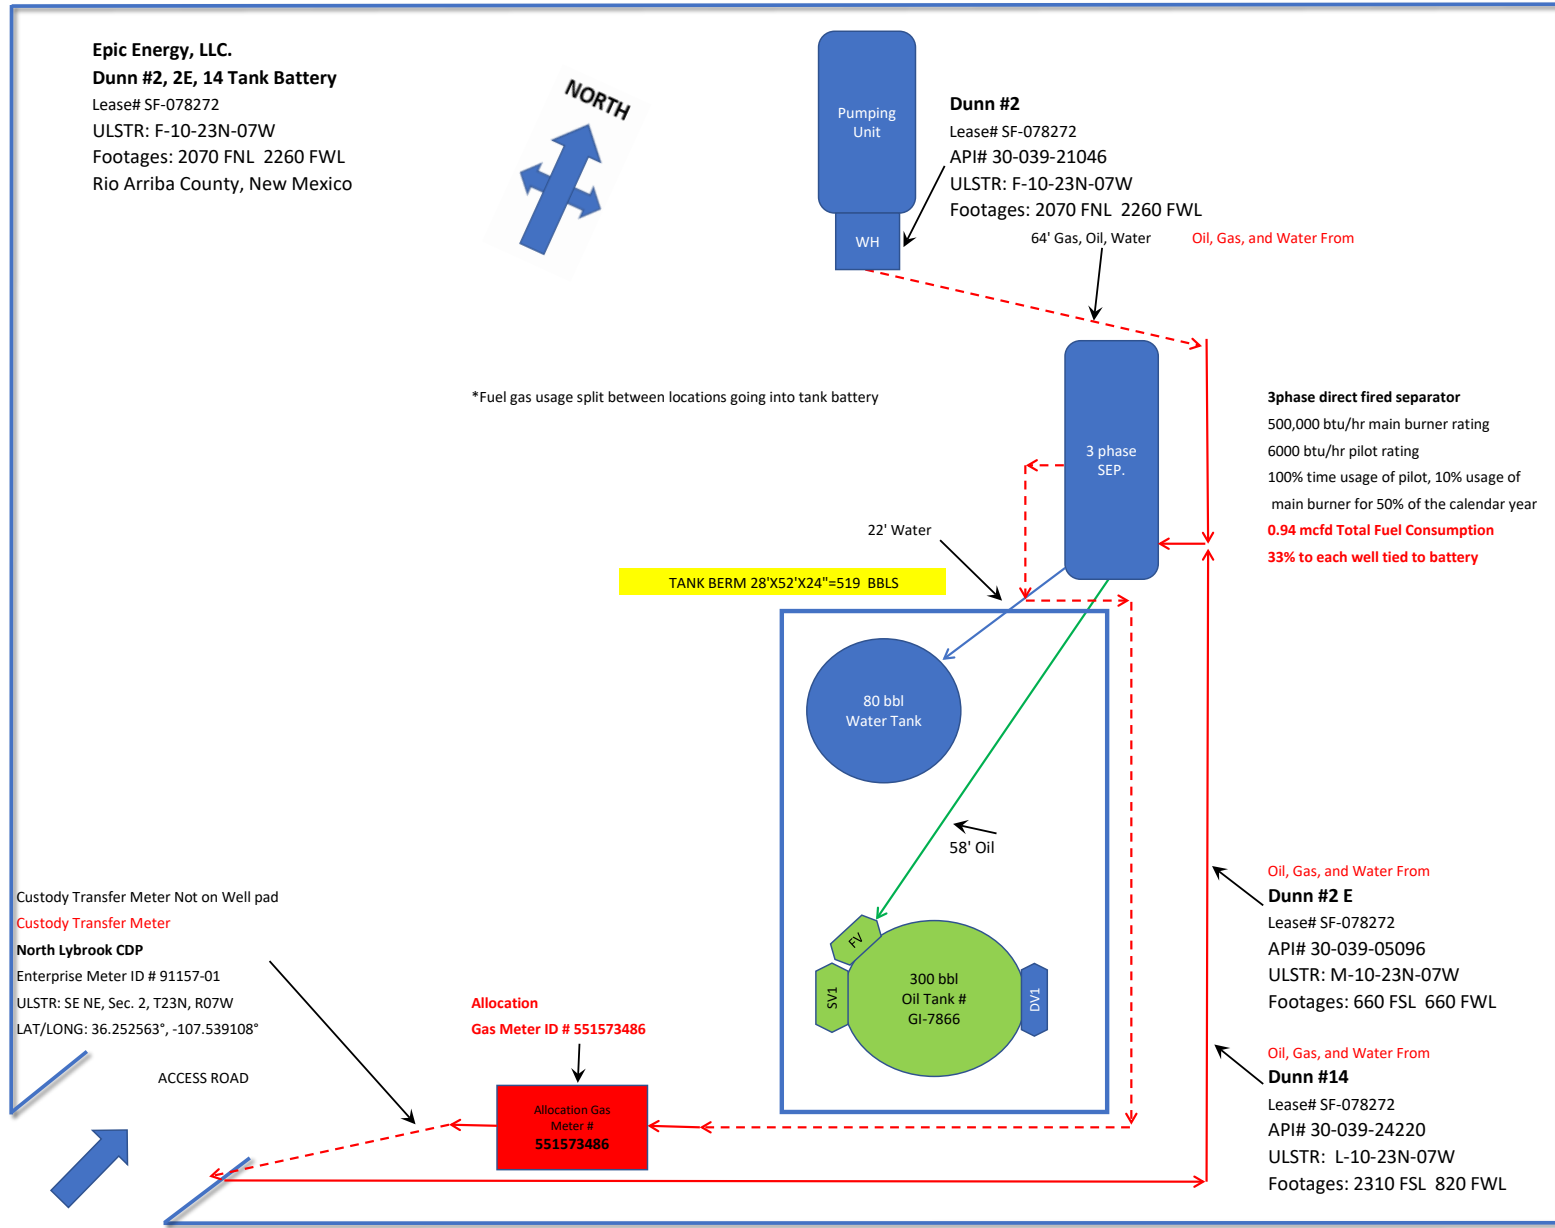 Epic Energy, LLC.
Dunn #2, 2E, 14 Tank Battery
Lease# SF-078272
ULSTR: F-10-23N-07W
Footages: 2070 FNL  2260 FWL
Rio Arriba County, New Mexico
NORTH
Pumping
Unit
WH
Dunn #2
Lease# SF-078272
API# 30-039-21046
ULSTR: F-10-23N-07W
Footages: 2070 FNL  2260 FWL
64' Gas, Oil, Water
Oil, Gas, and Water From
*Fuel gas usage split between locations going into tank battery
3 phase
SEP.
3phase direct fired separator
500,000 btu/hr main burner rating
6000 btu/hr pilot rating
100% time usage of pilot, 10% usage of
main burner for 50% of the calendar year
0.94 mcfd Total Fuel Consumption
33% to each well tied to battery
22' Water
TANK BERM 28'X52'X24"=519  BBLS
80 bbl
Water Tank
58' Oil
FV
SV1
300 bbl
Oil Tank #
GI-7866
DV1
Oil, Gas, and Water From
Dunn #2 E
Lease# SF-078272
API# 30-039-05096
ULSTR: M-10-23N-07W
Footages: 660 FSL  660 FWL
Oil, Gas, and Water From
Dunn #14
Lease# SF-078272
API# 30-039-24220
ULSTR:  L-10-23N-07W
Footages: 2310 FSL  820 FWL
Custody Transfer Meter Not on Well pad
Custody Transfer Meter
North Lybrook CDP
Enterprise Meter ID # 91157-01
ULSTR: SE NE, Sec. 2, T23N, R07W
LAT/LONG: 36.252563°, -107.539108°
ACCESS ROAD
Allocation
Gas Meter ID # 551573486
Allocation Gas
Meter #
551573486